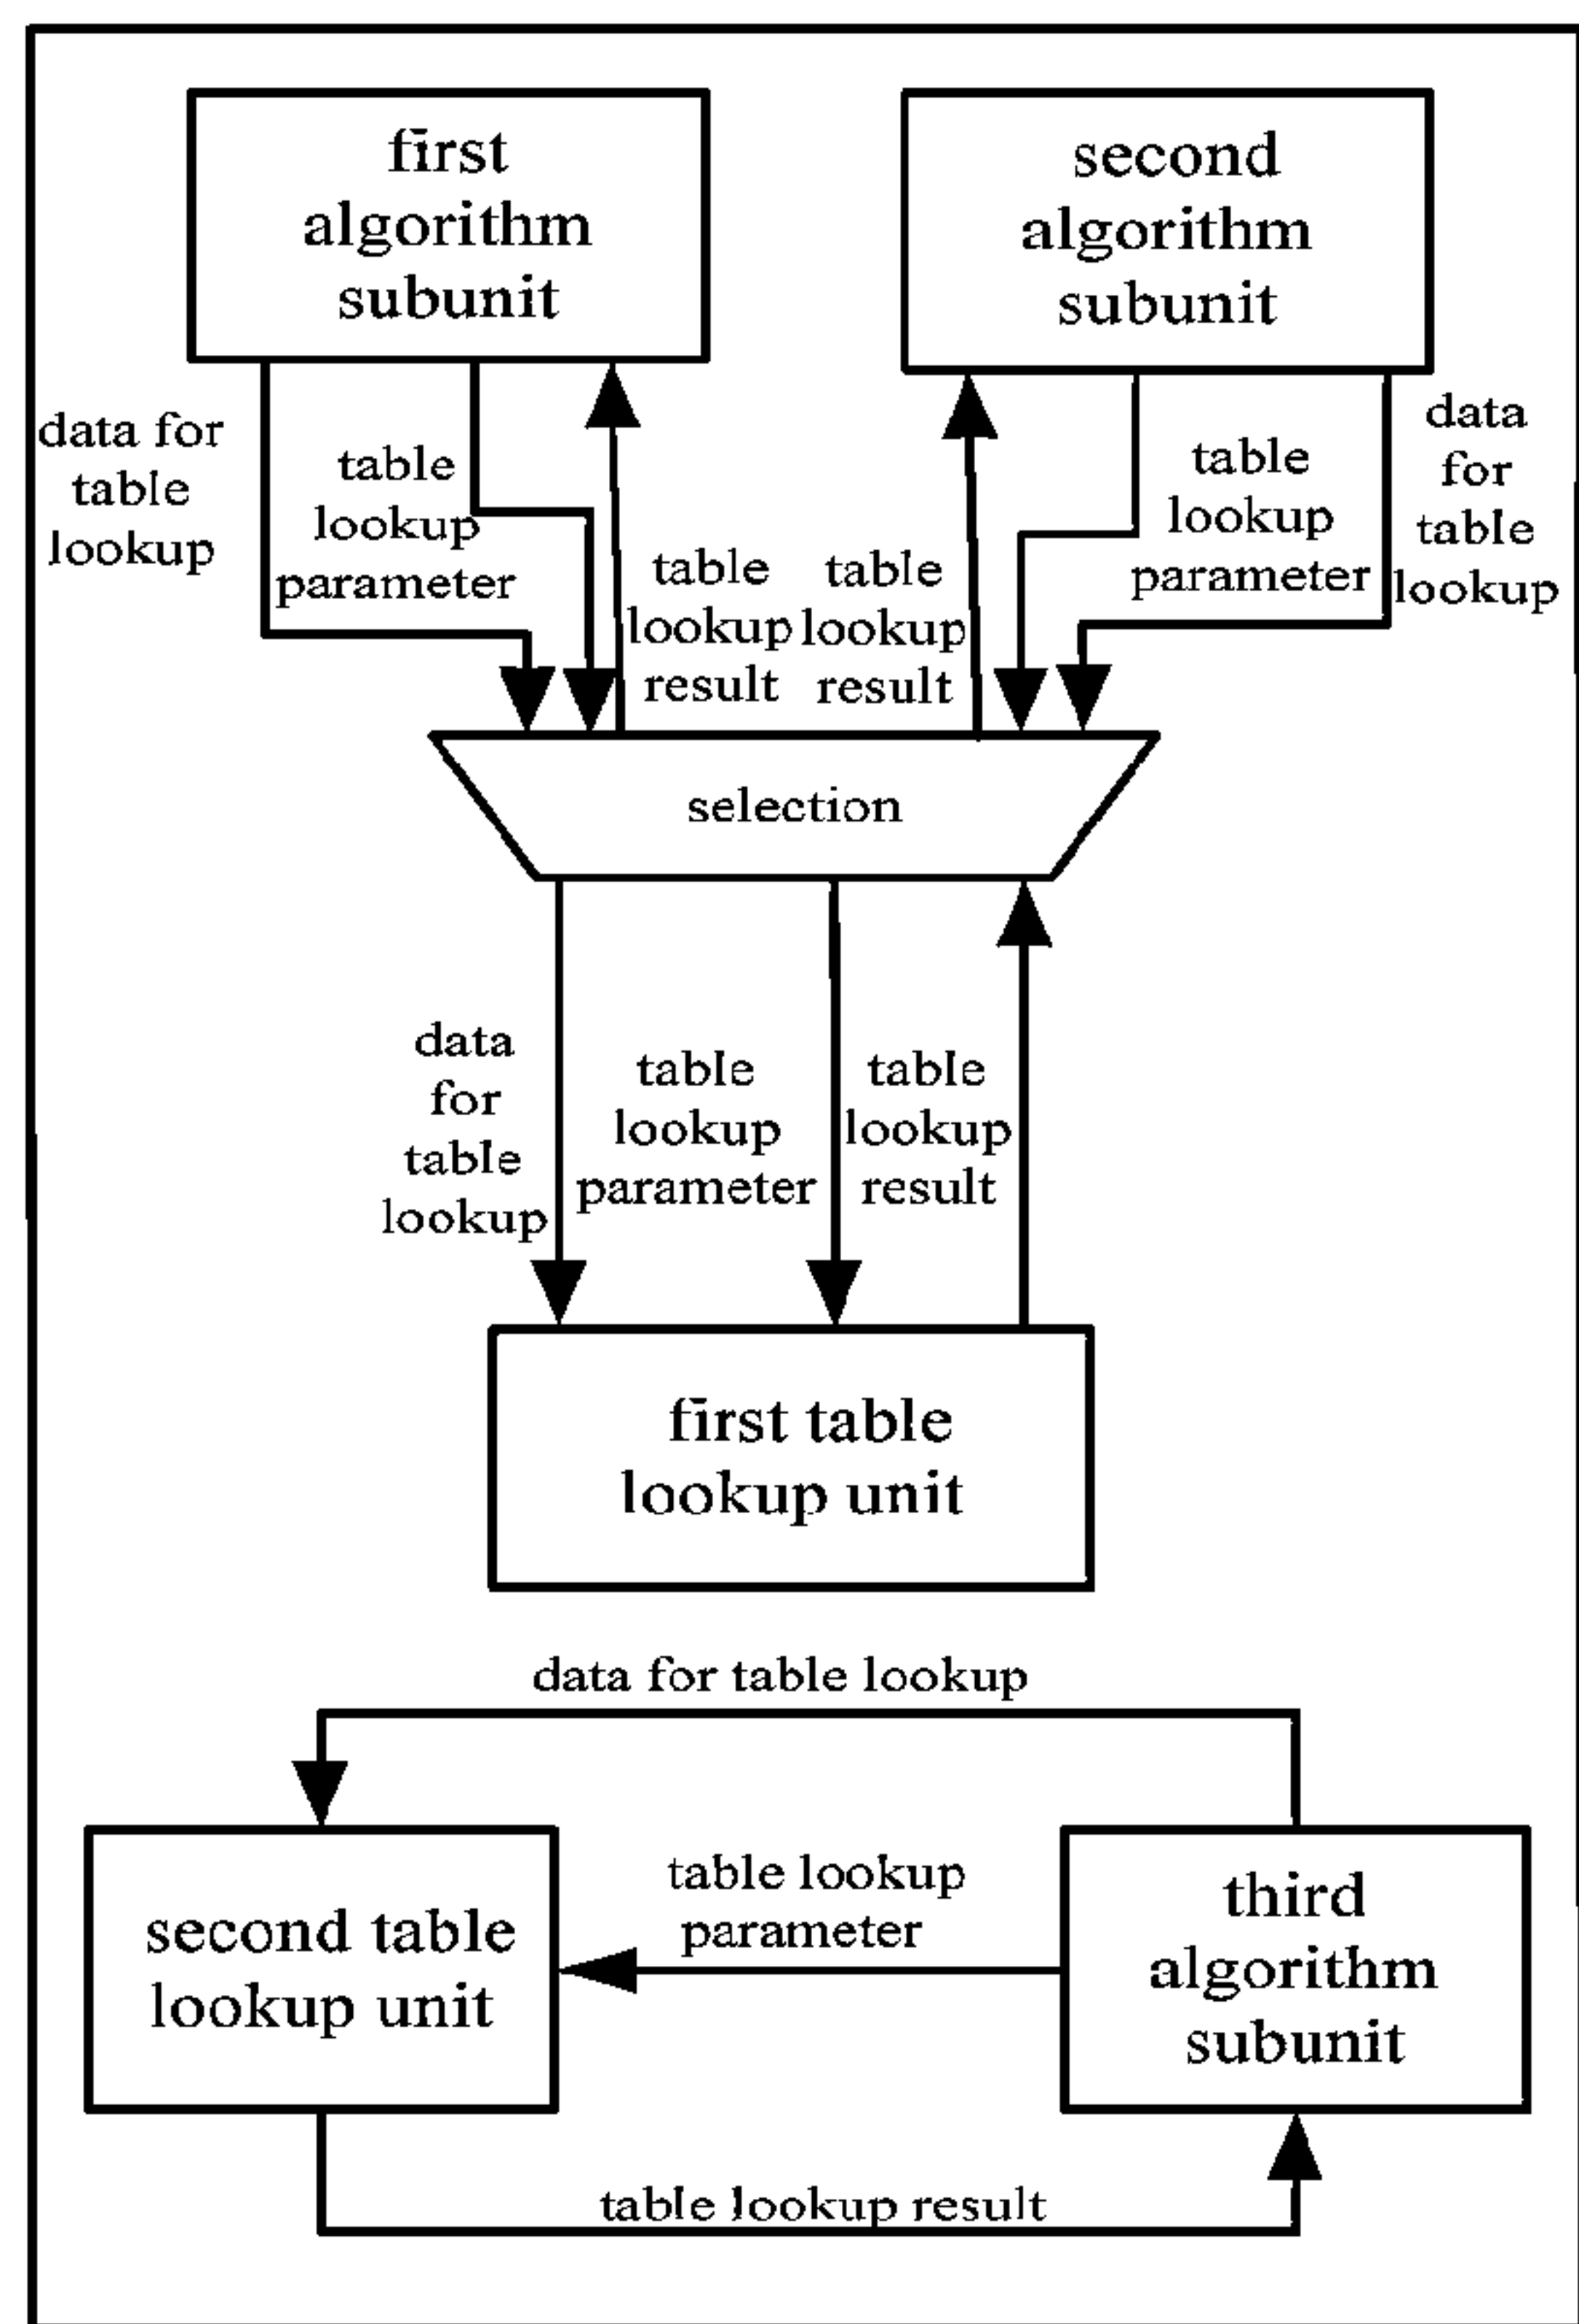 first
algorithm
subunit
second
algorithm
subunit
data for
table
lookup
table
lookup
parameter
table
lookup
result
table
lookup
result
table
lookup
parameter
data
for
table
lookup
selection
data
for
table
lookup
table
lookup
parameter
table
lookup
result
first table
lookup unit
data for table lookup
second table
lookup unit
table lookup
parameter
third
algorithm
subunit
table lookup result